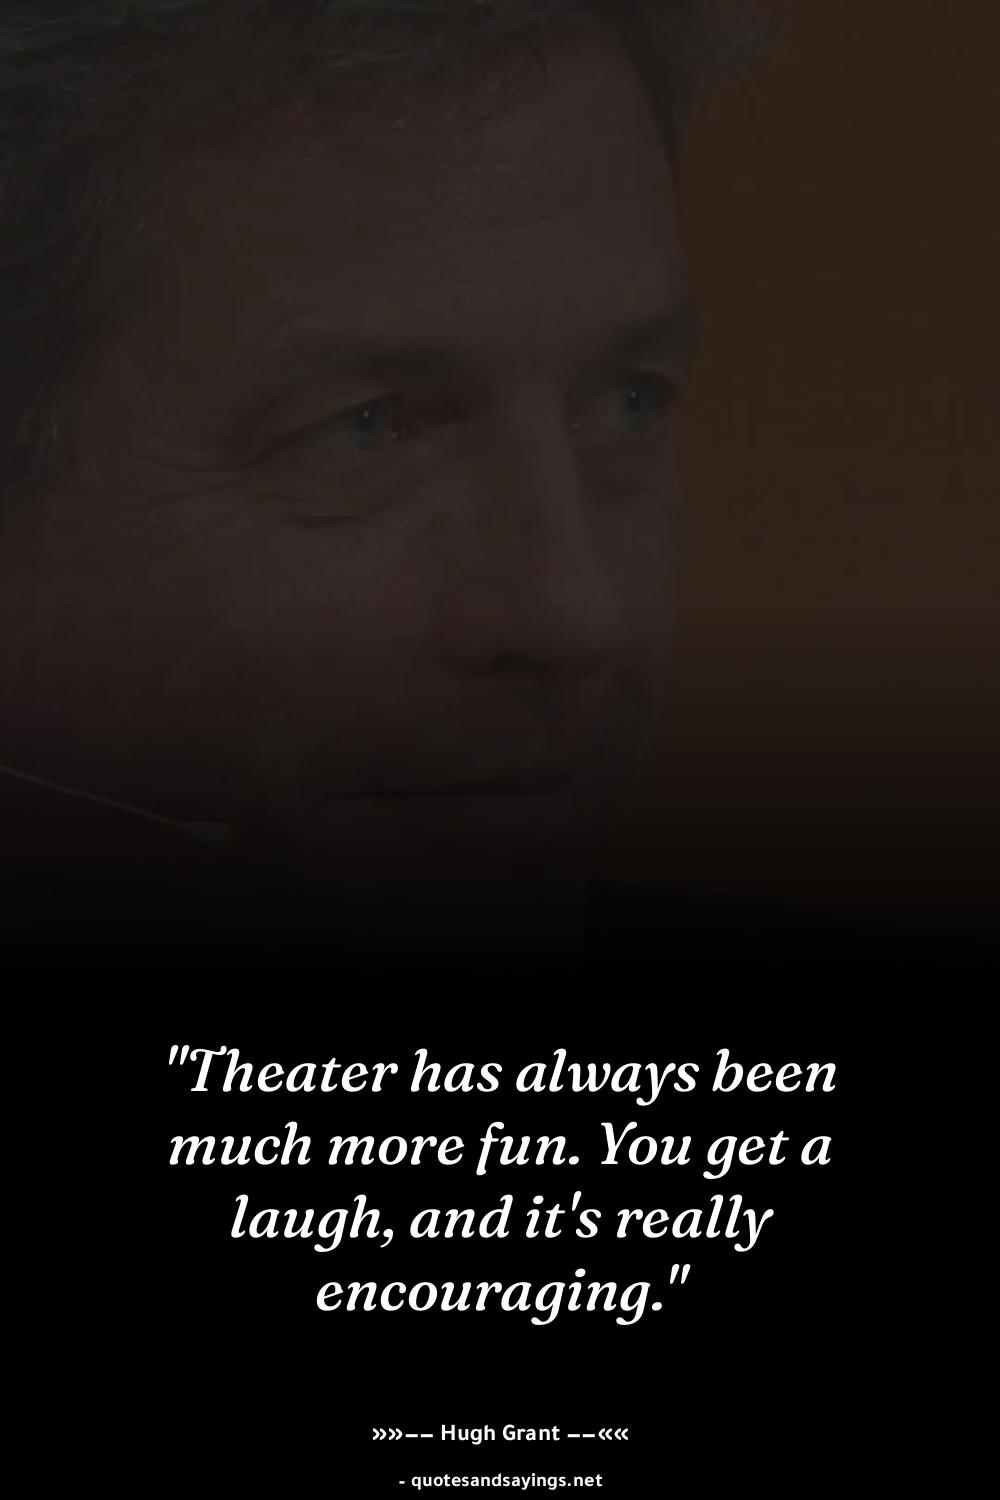 "Theater has always been
much more fun. You get a
laugh, and it's really
encouraging."
»»–– Hugh Grant ––««
- quotesandsayings.net